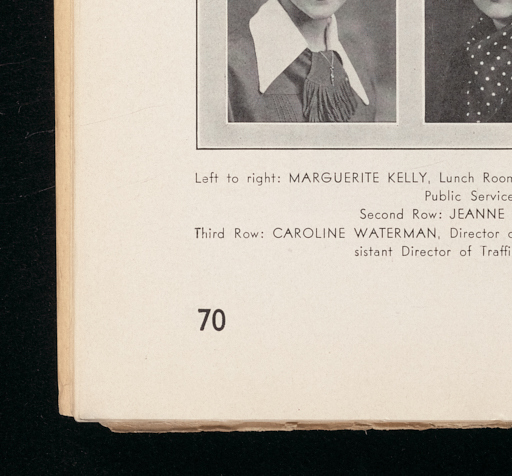 Left to right: MARGUERITE KELLY, Lunch Room
Public Service
Second Row: JEANNE
Third Row: CAROLINE WATERMAN, Director
sistant Director of Traffi
70